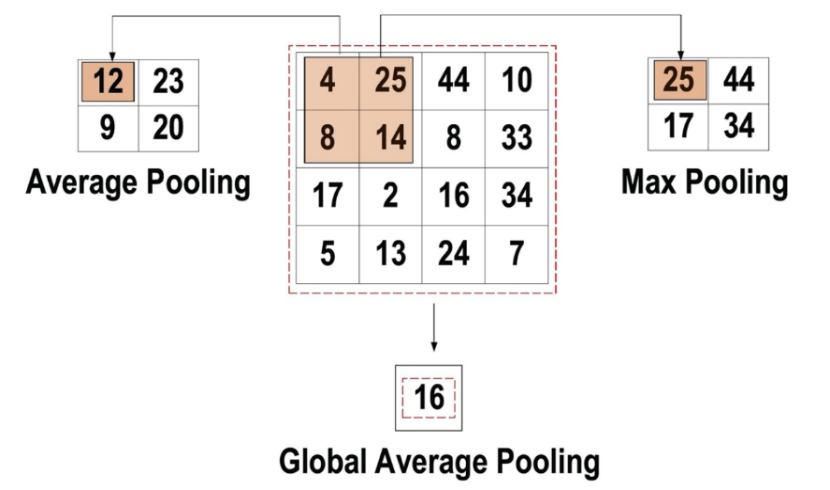 12 23
9 20
Average Pooling
4 25 44 10
8 14 8 33
17 2 16 34
5 13 24 7
25 44
17 34
Max Pooling
16
Global Average Pooling